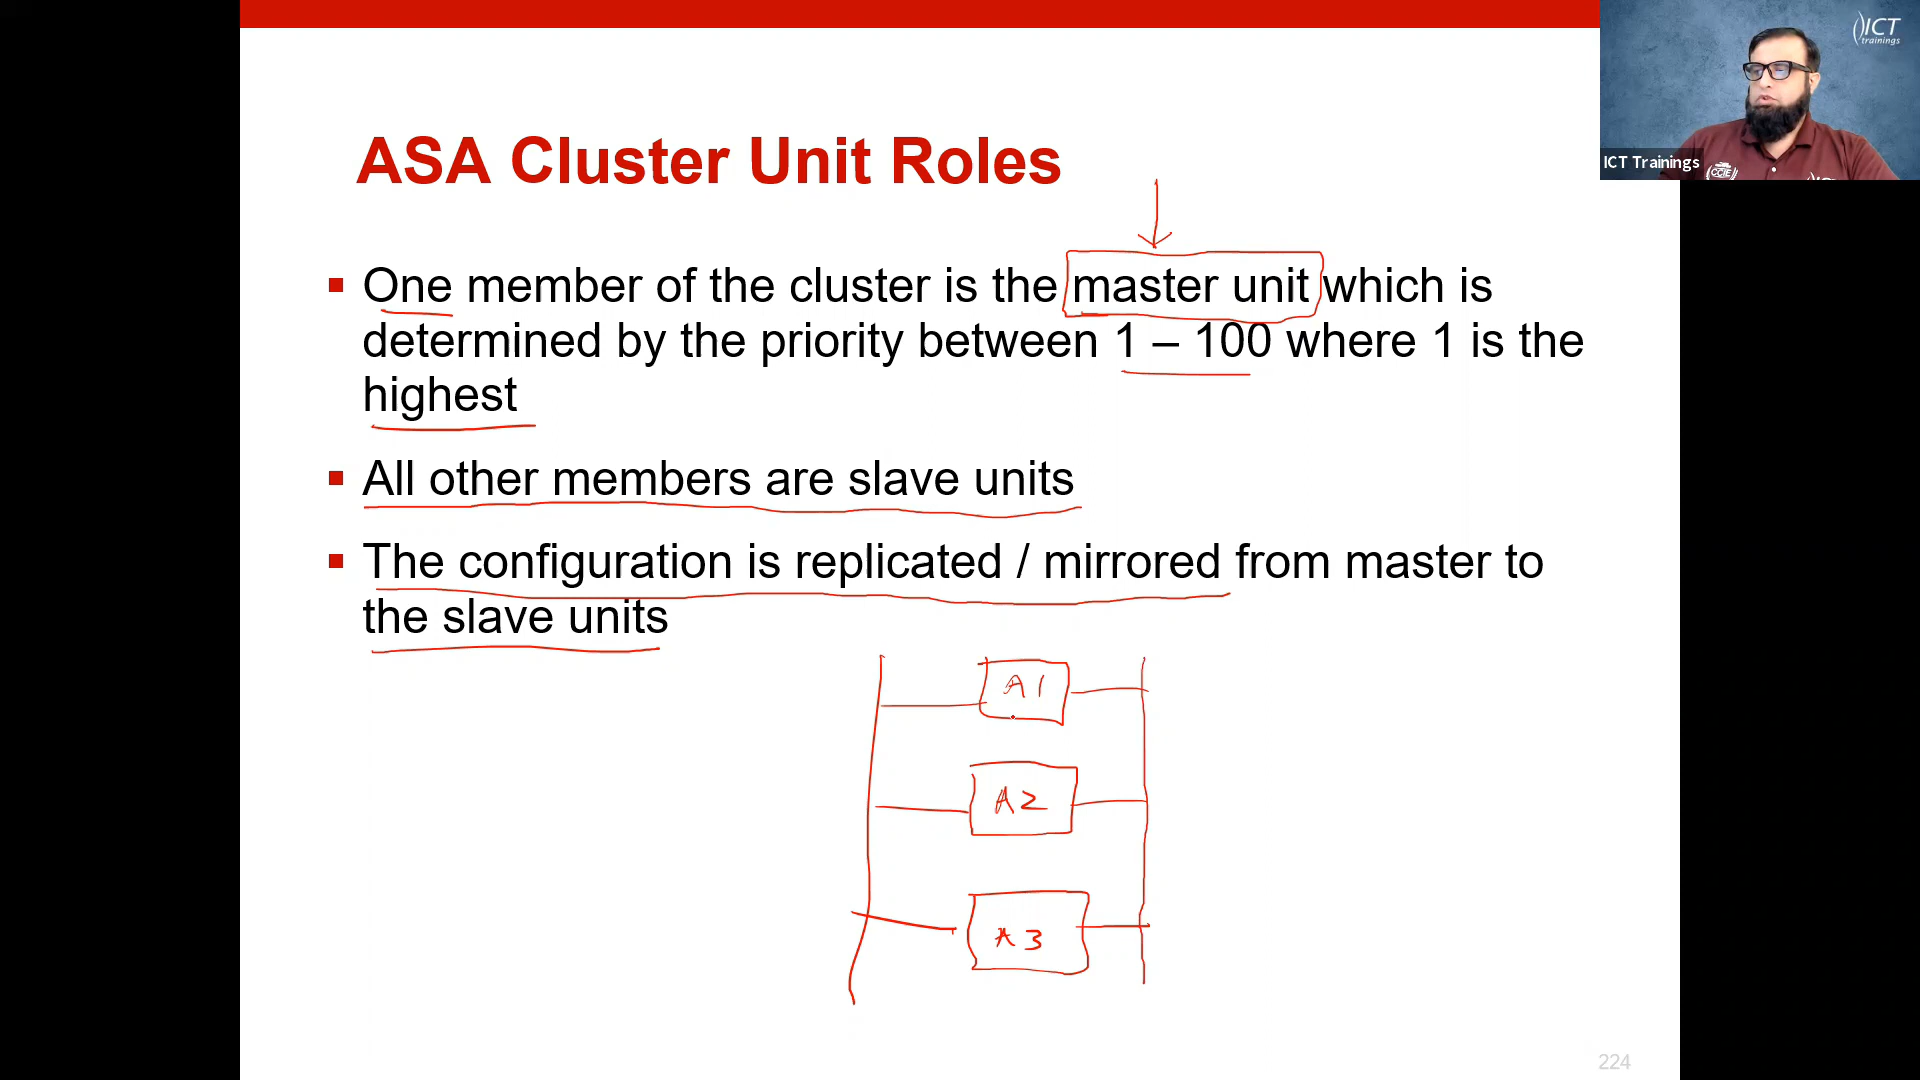 ICT
trainings
ICT Trainings
CCIE
ASA Cluster Unit Roles
One member of the cluster is the master unit which is
determined by the priority between 1 – 100 where 1 is the
highest
All other members are slave units
The configuration is replicated / mirrored from master to
the slave units
A1
A2
A3
224